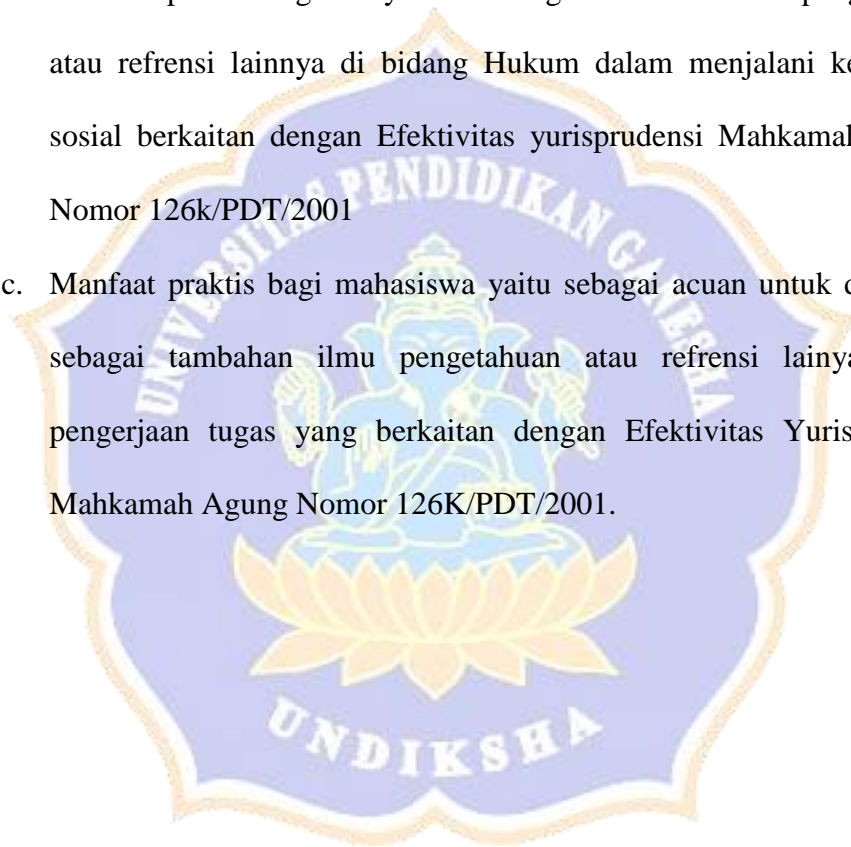 atau refrensi lainnya di bidang Hukum dalam menjalani
sosial berkaitan dengan Efektivitas yurisprudensi Mahkamah
Nomor 126k/PDT/2001
c. Manfaat praktis bagi mahasiswa yaitu sebagai acuan untuk
sebagai tambahan ilmu pengetahuan atau refrensi lainya
pengerjaan tugas yang berkaitan dengan Efektivitas
Mahkamah Agung Nomor 126K/PDT/2001.
UNIVERSITAS PENDIDIKAN GANESHA
UNDIKSHA